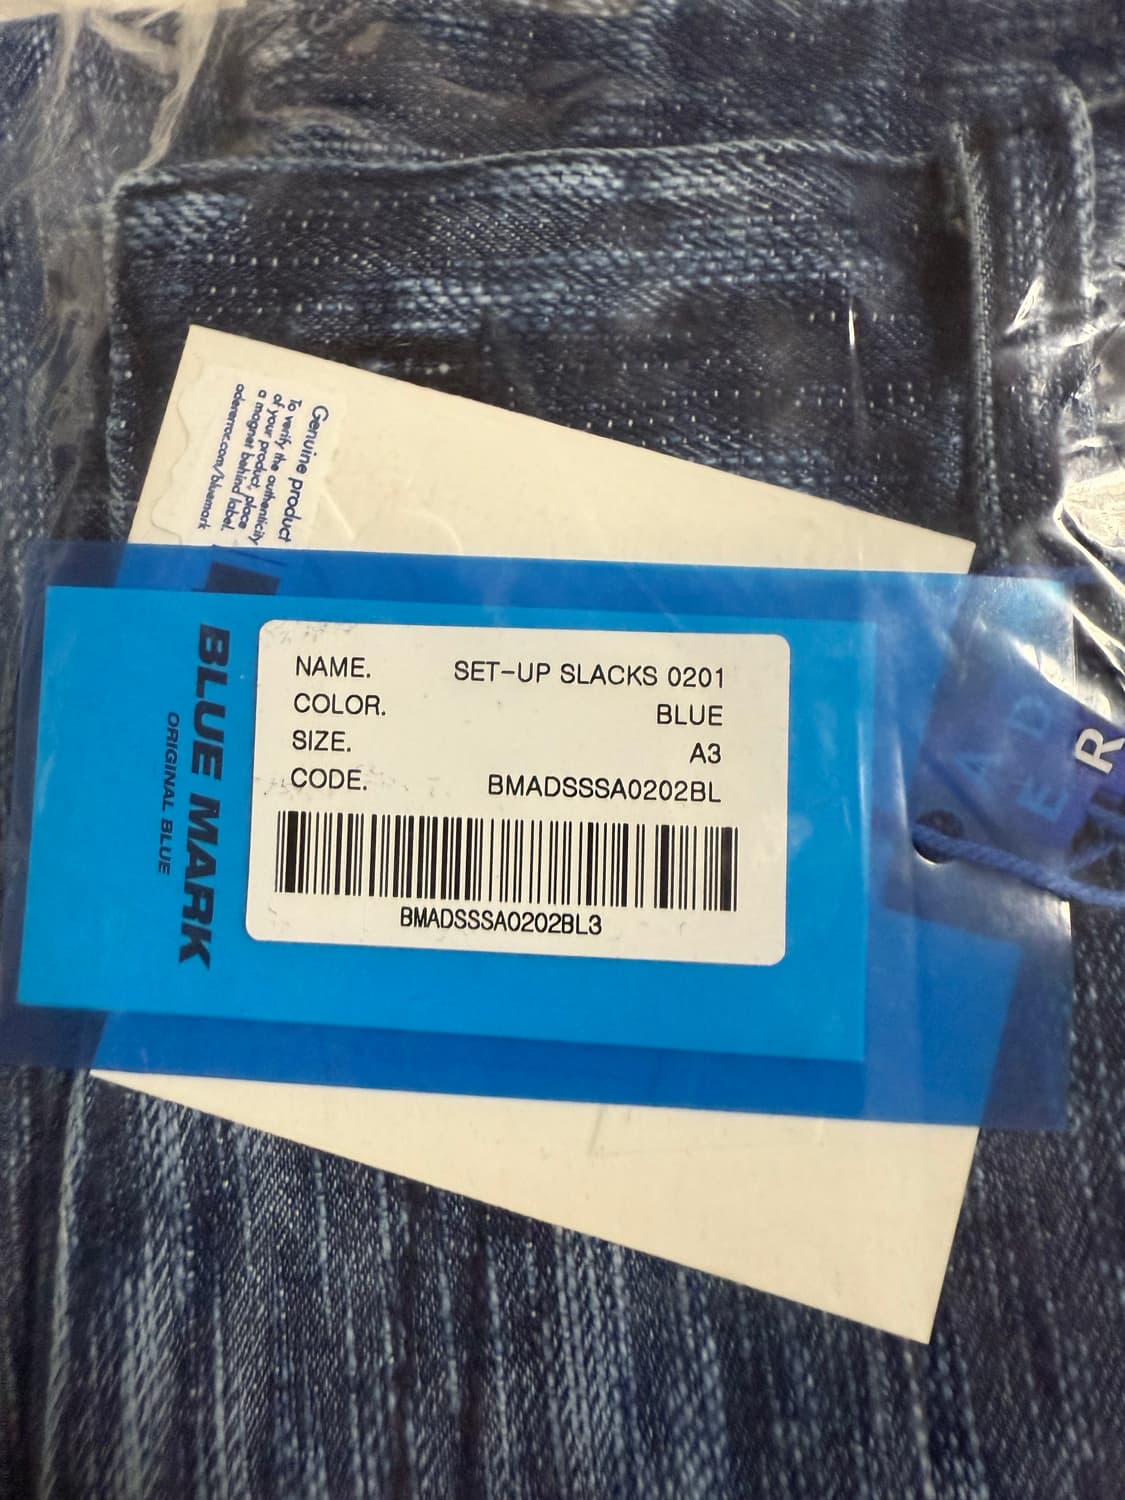 Genuine product
To verify the authenticity
of your product, place
a magnet behind label.
adererror.com/bluemark
BLUE MARK
ORIGINAL BLUE
NAME. SET-UP SLACKS 0201
COLOR. BLUE
SIZE. A3
CODE. BMADSSSA0202BL
BMADSSSA0202BL3
A D
E R